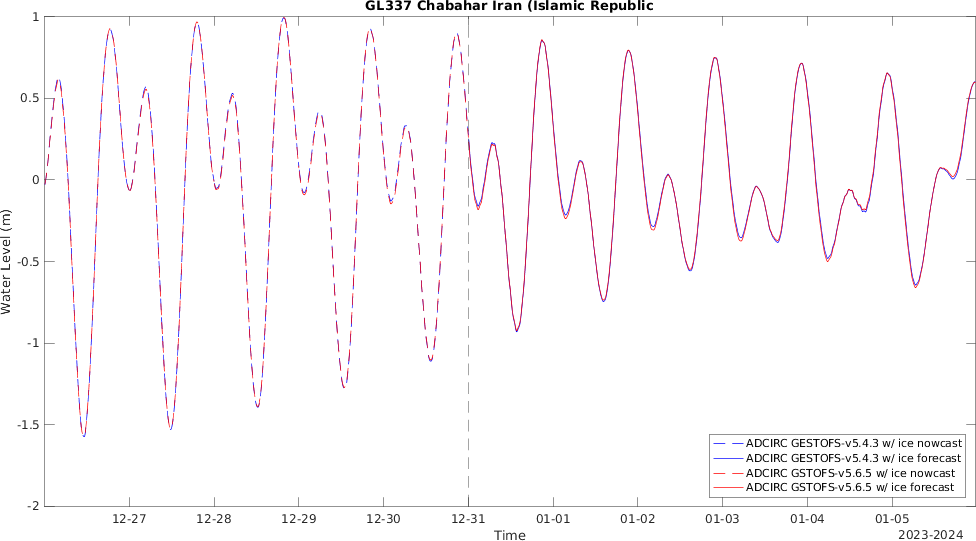 GL337 Chabahar Iran (Islamic Republic
1
0.5
0
-0.5
-1
-1.5
-2
Water Level (m)
ADCIRC GESTOFS-v5.4.3 w/ ice nowcast
ADCIRC GESTOFS-v5.4.3 w/ ice forecast
ADCIRC GSTOFS-v5.6.5 w/ ice nowcast
ADCIRC GSTOFS-v5.6.5 w/ ice forecast
12-27
12-28
12-29
12-30
12-31
01-01
01-02
01-03
01-04
01-05
Time
2023-2024